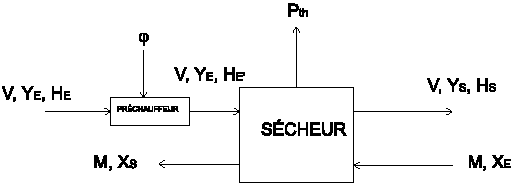 Pth
φ
V, YE, HE
V, YE, HE'
V, YS, HS
PRÉCHAUFFEUR
SÉCHEUR
M, XS
M, XE